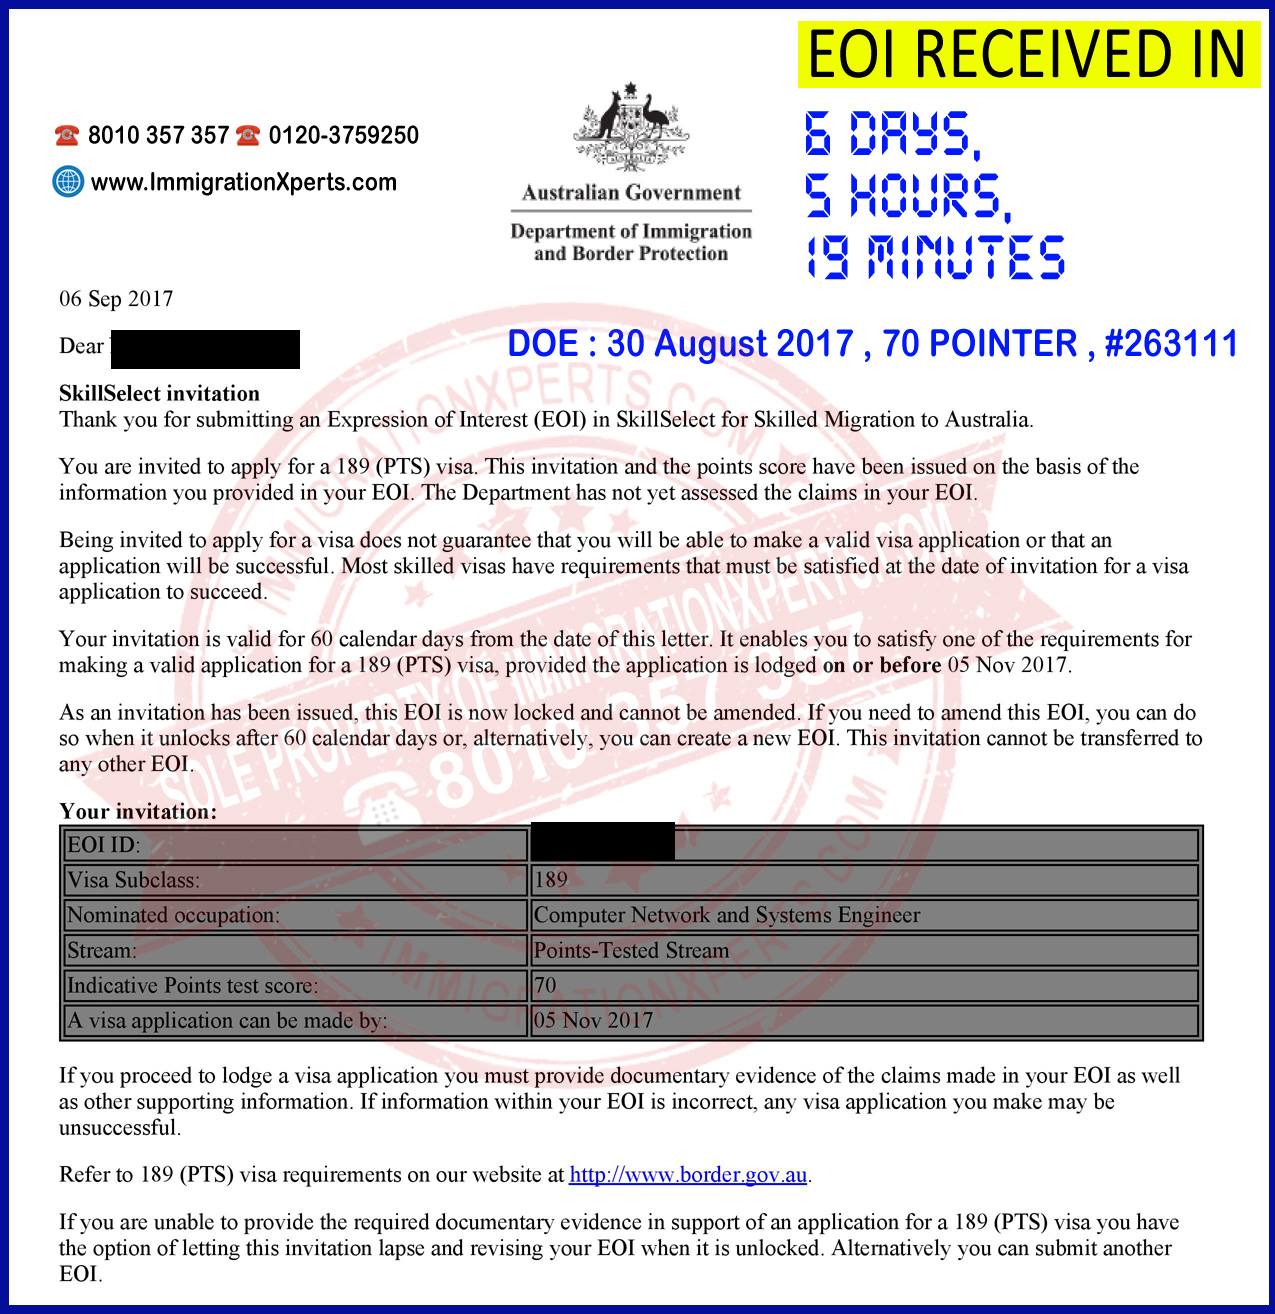 EOI RECEIVED IN
6 DAYS,
5 HOURS,
19 MINUTES
8010 357 357 0120-3759250
www.ImmigrationXperts.com
AUSTRALIA
Australian Government
Department of Immigration
and Border Protection
06 Sep 2017
Dear
DOE : 30 August 2017 , 70 POINTER , #263111
SkillSelect invitation
Thank you for submitting an Expression of Interest (EOI) in SkillSelect for Skilled Migration to Australia.
You are invited to apply for a 189 (PTS) visa. This invitation and the points score have been issued on the basis of the
information you provided in your EOI. The Department has not yet assessed the claims in your EOI.
Being invited to apply for a visa does not guarantee that you will be able to make a valid visa application or that an
application will be successful. Most skilled visas have requirements that must be satisfied at the date of invitation for a visa
application to succeed.
Your invitation is valid for 60 calendar days from the date of this letter. It enables you to satisfy one of the requirements for
making a valid application for a 189 (PTS) visa, provided the application is lodged on or before 05 Nov 2017.
As an invitation has been issued, this EOI is now locked and cannot be amended. If you need to amend this EOI, you can do
so when it unlocks after 60 calendar days or, alternatively, you can create a new EOI. This invitation cannot be transferred to
any other EOI.
Your invitation:
EOI ID:
Visa Subclass: 189
Nominated occupation: Computer Network and Systems Engineer
Stream: Points-Tested Stream
Indicative Points test score: 70
A visa application can be made by: 05 Nov 2017
If you proceed to lodge a visa application you must provide documentary evidence of the claims made in your EOI as well
as other supporting information. If information within your EOI is incorrect, any visa application you make may be
unsuccessful.
Refer to 189 (PTS) visa requirements on our website at http://www.border.gov.au.
If you are unable to provide the required documentary evidence in support of an application for a 189 (PTS) visa you have
the option of letting this invitation lapse and revising your EOI when it is unlocked. Alternatively you can submit another
EOI.
IMMIGRATIONXPERTS.COM
SOLE PROPERTY OF IMMIGRATIONXPERTS.COM
8010 357 357
IMMIGRATIONXPERTS.COM